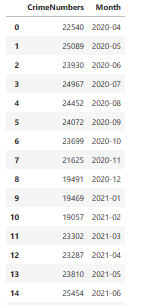 CrimeNumbers Month
0 22540 2020-04
1 25089 2020-05
2 23930 2020-06
3 24967 2020-07
4 24452 2020-08
5 24072 2020-09
6 23699 2020-10
7 21625 2020-11
8 19491 2020-12
9 19469 2021-01
10 19057 2021-02
11 23302 2021-03
12 23287 2021-04
13 23810 2021-05
14 25454 2021-06